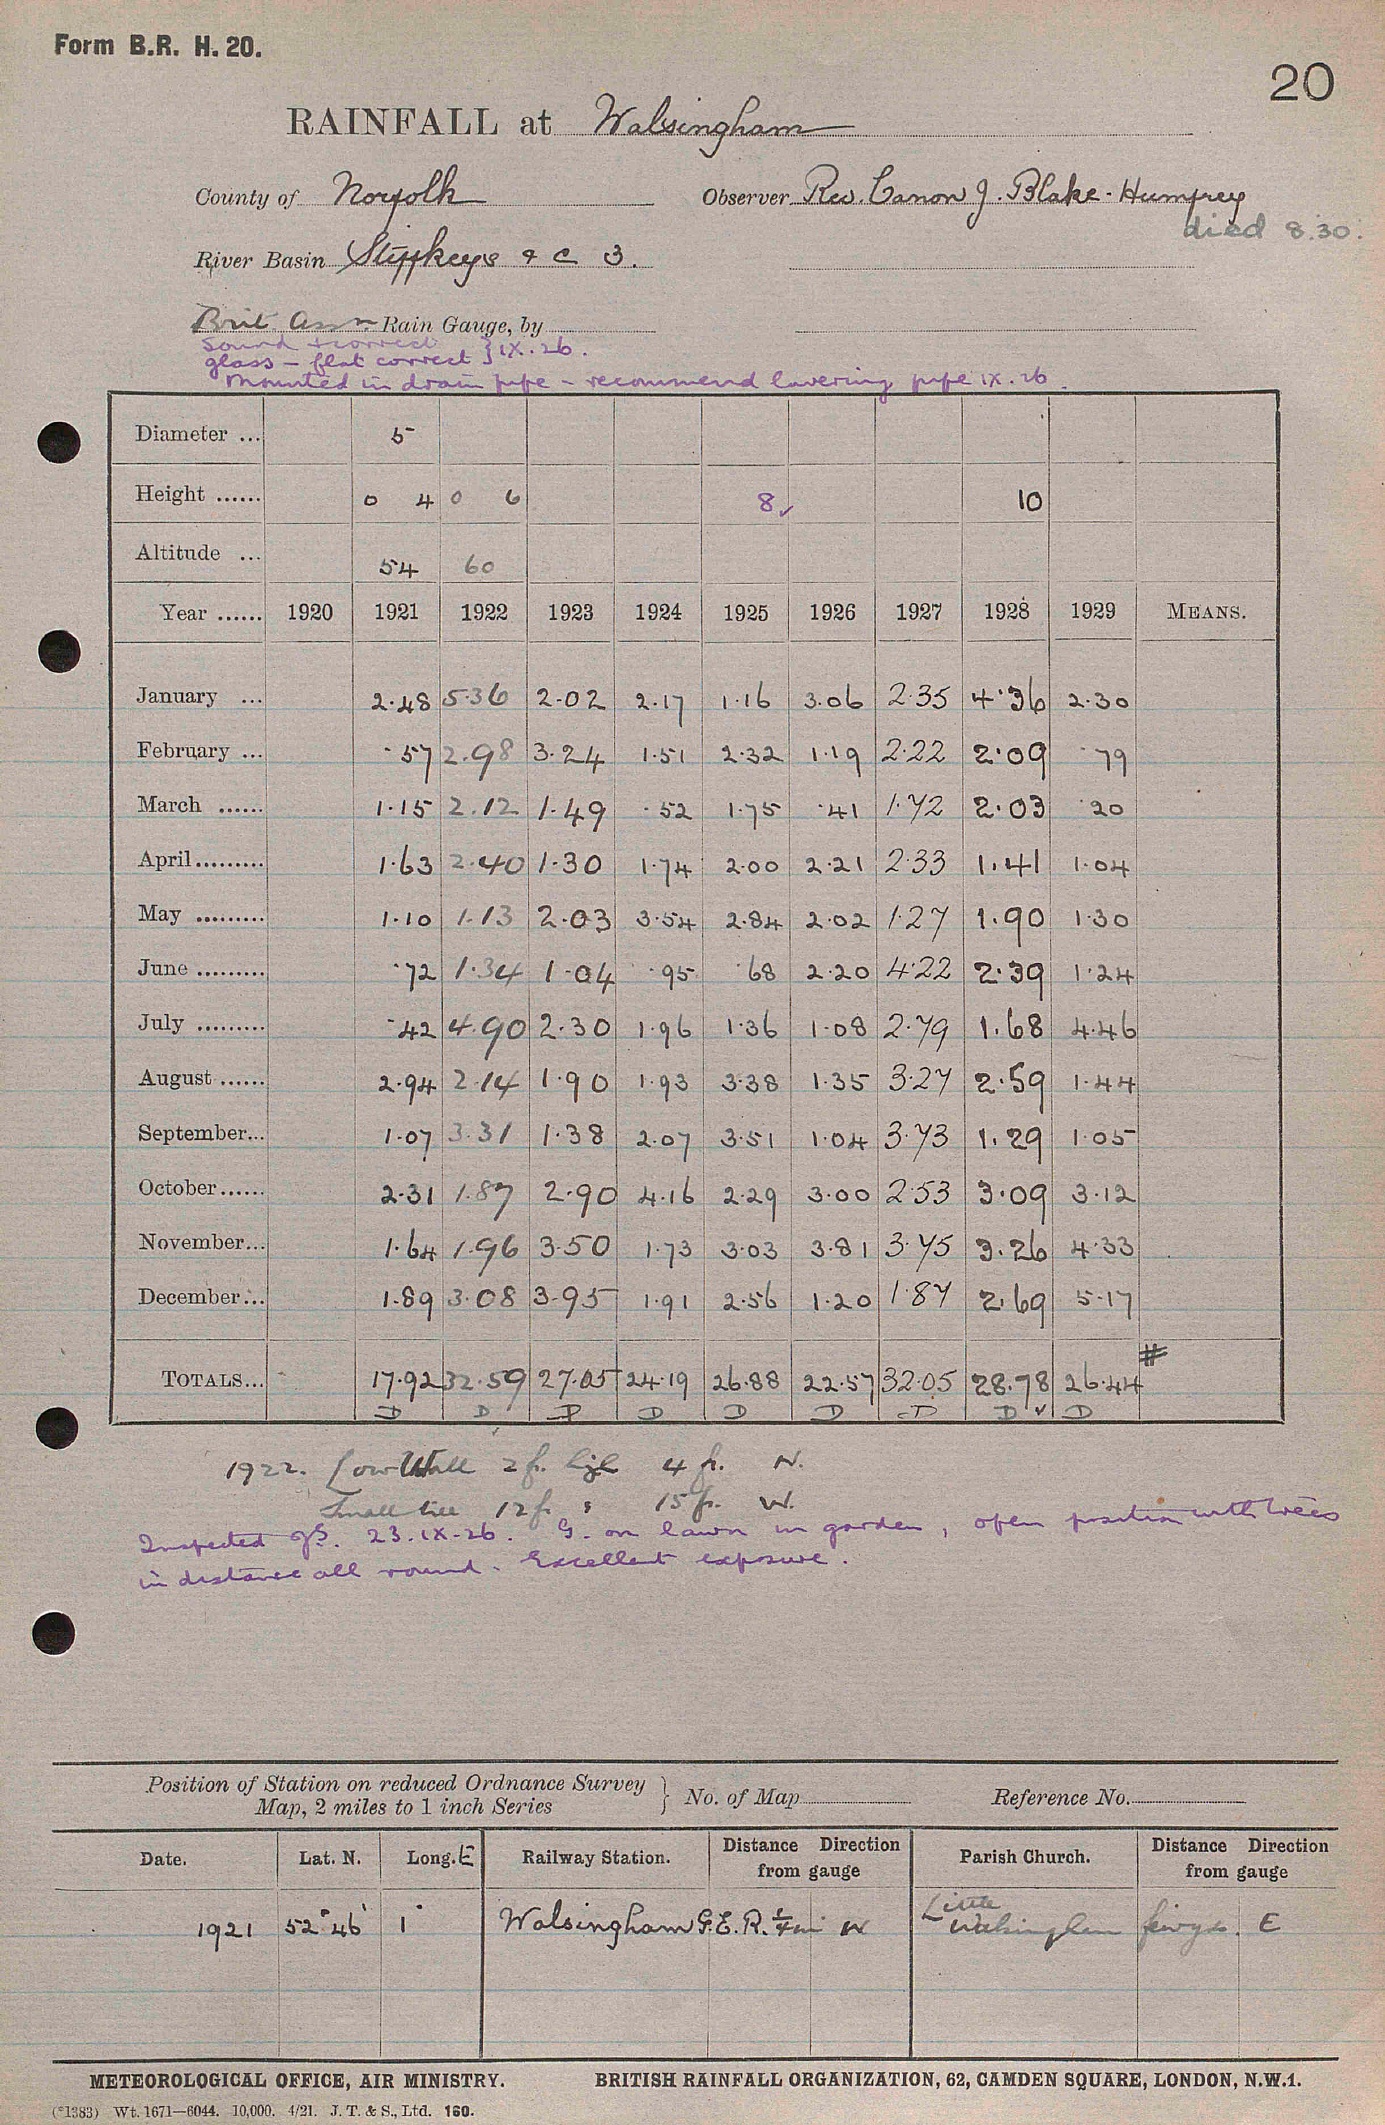 Form B.R. H. 20.
20
RAINFALL at Walsingham
County of Norfolk Observer Rev. Canon J. Blake-Humfrey
died 8.30.
River Basin Stiffkey & C 3.
Brit Assn Rain Gauge, by
Sound & correct
glass – flat correct } IX.26.
Mounted in drain pipe – recommend lowering pipe IX.26.
Diameter ... 5
Height ...... 0 4 0 6 8 ✓ 10
Altitude ... 54 60
Year ...... 1920 1921 1922 1923 1924 1925 1926 1927 1928 1929 MEANS.
January ... 2.48 5.36 2.02 2.17 1.16 3.06 2.35 4.36 2.30
February ... .57 2.98 3.24 1.51 2.32 1.19 2.22 2.09 .79
March ...... 1.15 2.12 1.49 .52 1.75 .41 1.72 2.03 .20
April......... 1.63 2.40 1.30 1.74 2.00 2.21 2.33 1.41 1.04
May ......... 1.10 1.13 2.03 3.54 2.84 2.02 1.27 1.90 1.30
June ......... .72 1.34 1.04 .95 .68 2.20 4.22 2.39 1.24
July ......... .42 4.90 2.30 1.96 1.36 1.08 2.79 1.68 4.46
August...... 2.94 2.14 1.90 1.93 3.38 1.35 3.27 2.59 1.44
September... 1.07 3.31 1.38 2.07 3.51 1.04 3.73 1.29 1.05
October...... 2.31 1.87 2.90 4.16 2.29 3.00 2.53 3.09 3.12
November... 1.64 1.96 3.50 1.73 3.03 3.81 3.75 3.26 4.33
December... 1.89 3.08 3.95 1.91 2.56 1.20 1.87 2.69 5.17
#
TOTALS... 17.92 32.59 27.05 24.19 26.88 22.57 32.05 28.78 26.44
D D D D D D D D ✓ D
1922. Low Wall 2 ft. high 4 ft. N.
Small tree 12 ft : 15 ft. W.
Inspected 23.IX.26. G. on lawn in garden, open position with trees
in distance all round. Excellent exposure.
Position of Station on reduced Ordnance Survey
Map, 2 miles to 1 inch Series } No. of Map Reference No.
Date. Lat. N. Long. E Railway Station. Distance Direction from gauge Parish Church. Distance Direction from gauge
1921 52° 46' 1° Walsingham G.E.R. ¼ m W Little Walsingham E
METEOROLOGICAL OFFICE, AIR MINISTRY. BRITISH RAINFALL ORGANIZATION, 62, CAMDEN SQUARE, LONDON, N.W.1.
(*1383) Wt. 1671—6044. 10,000. 4/21. J. T. & S., Ltd. 160.